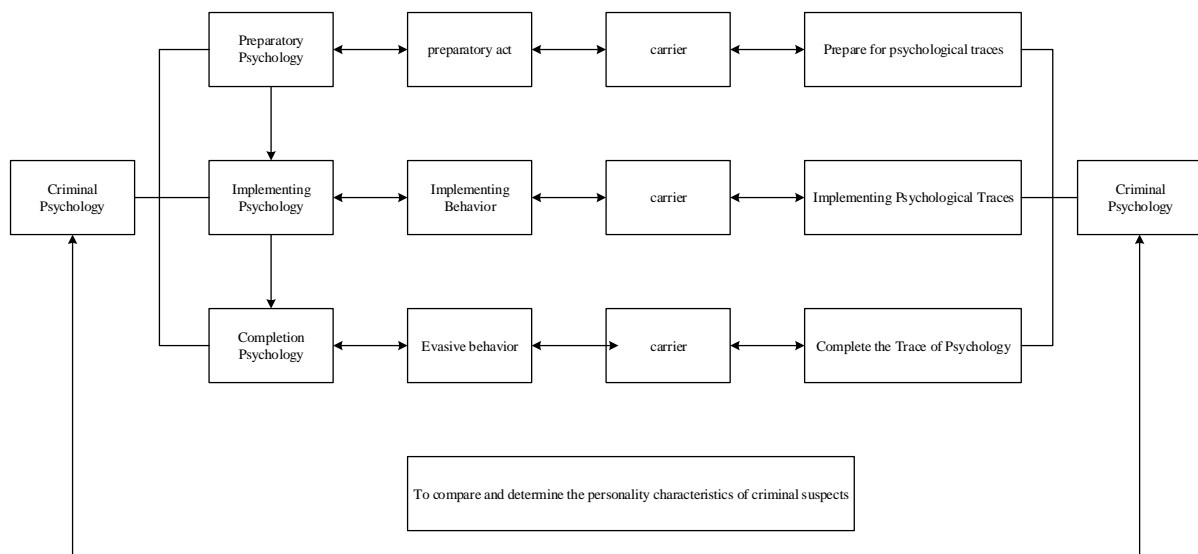 Preparatory
Psychology
preparatory act
carrier
Prepare for psychological traces
Criminal
Psychology
Implementing
Psychology
Implementing
Behavior
carrier
Implementing Psychological Traces
Criminal
Psychology
Completion
Psychology
Evasive behavior
carrier
Complete the Trace of Psychology
To compare and determine the personality characteristics of criminal suspects